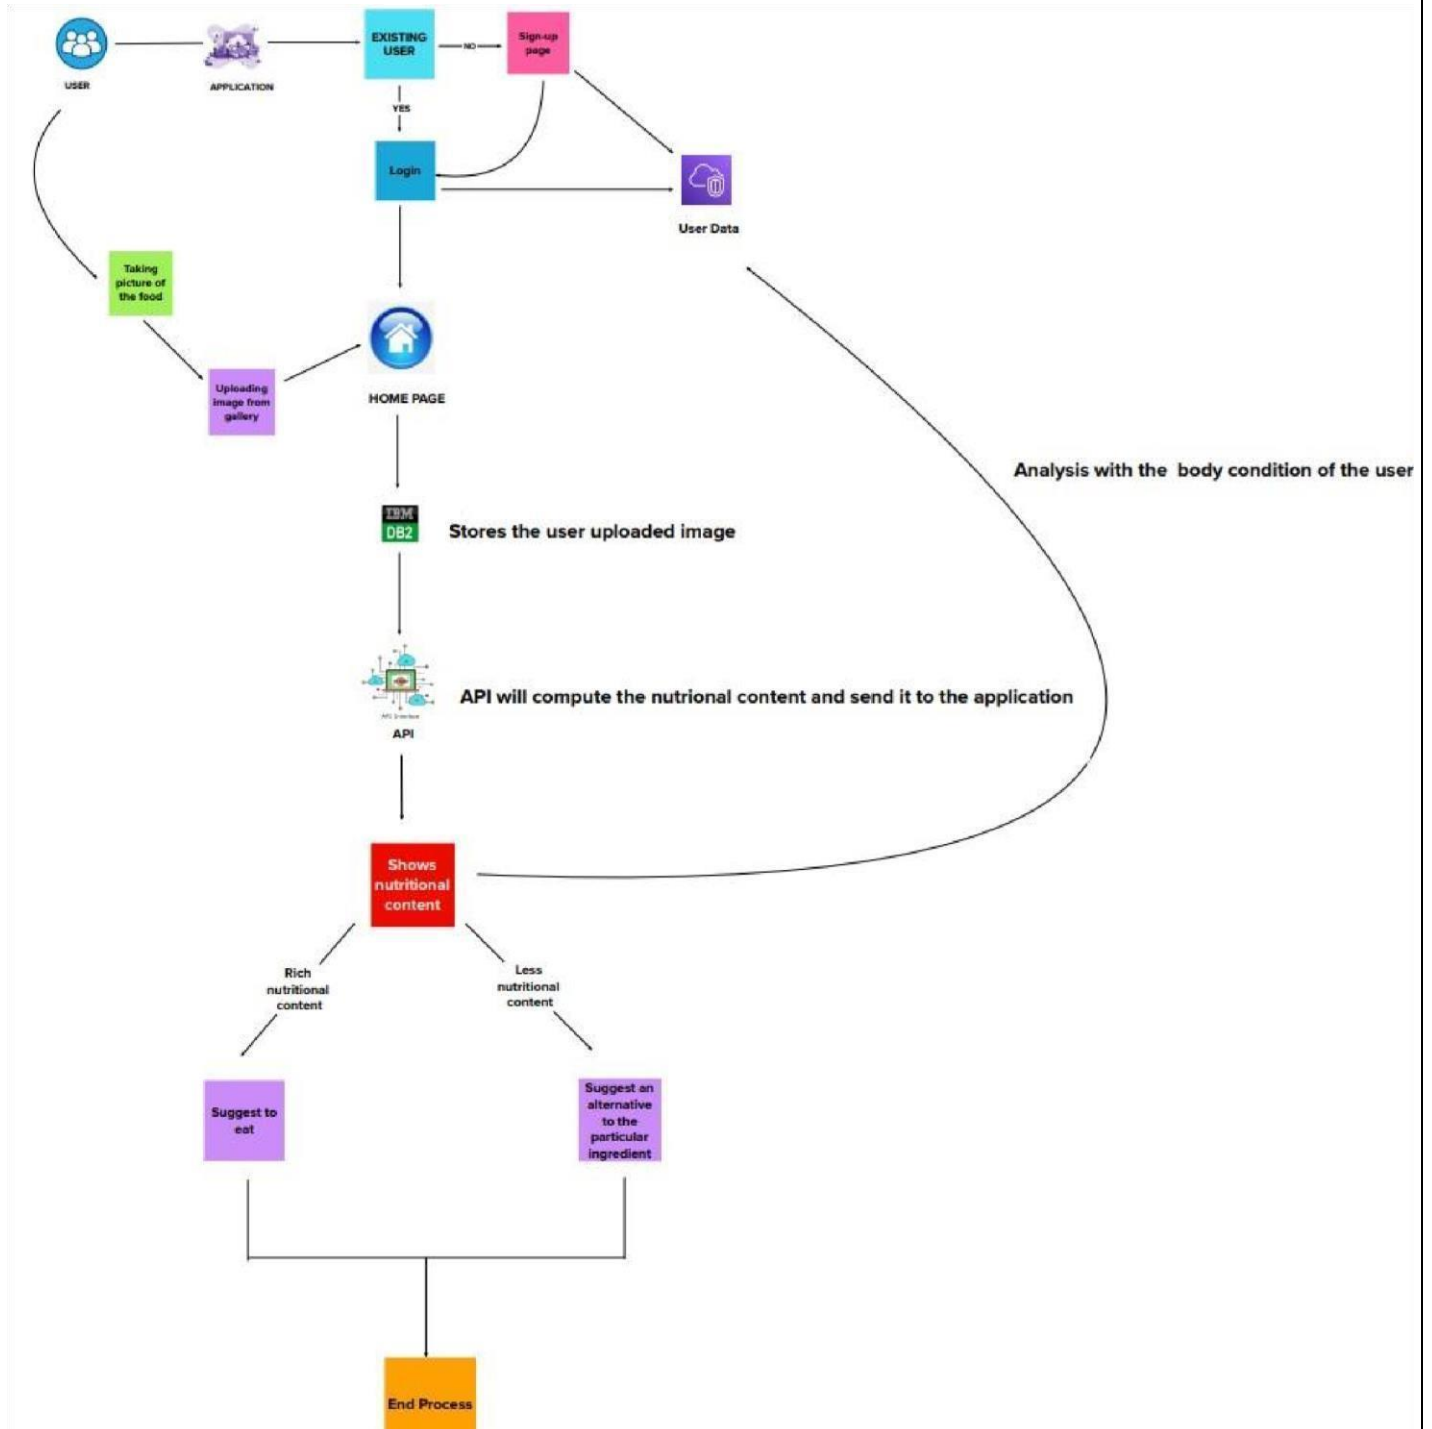 USER
APPLICATION
EXISTING
USER
NO
Sign-up
page
YES
Login
User Data
Taking
picture of
the food
Uploading
image from
gallery
HOME PAGE
Analysis with the body condition of the user
IBM
DB2
Stores the user uploaded image
API will compute the nutrional content and send it to the application
API
Shows
nutritional
content
Rich
nutritional
content
Less
nutritional
content
Suggest to
eat
Suggest an
alternative
to the
particular
ingredient
End Process